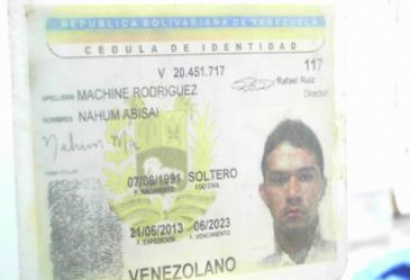 REPUBLICA BOLIVARIANA DE VENEZUELA
CEDULA DE IDENTIDAD
V 20.451.717
117
Rafael Ruiz
Director
APELLIDOS MACHINE RODRIGUEZ
NOMBRES NAHUM ABISAI
Nahum Ma
07/08/1991 SOLTERO
F. NACIMIENTO EDO CIVIL
21/06/2013 06/2023
F. EXPEDICION F. VENCIMIENTO
VENEZOLANO